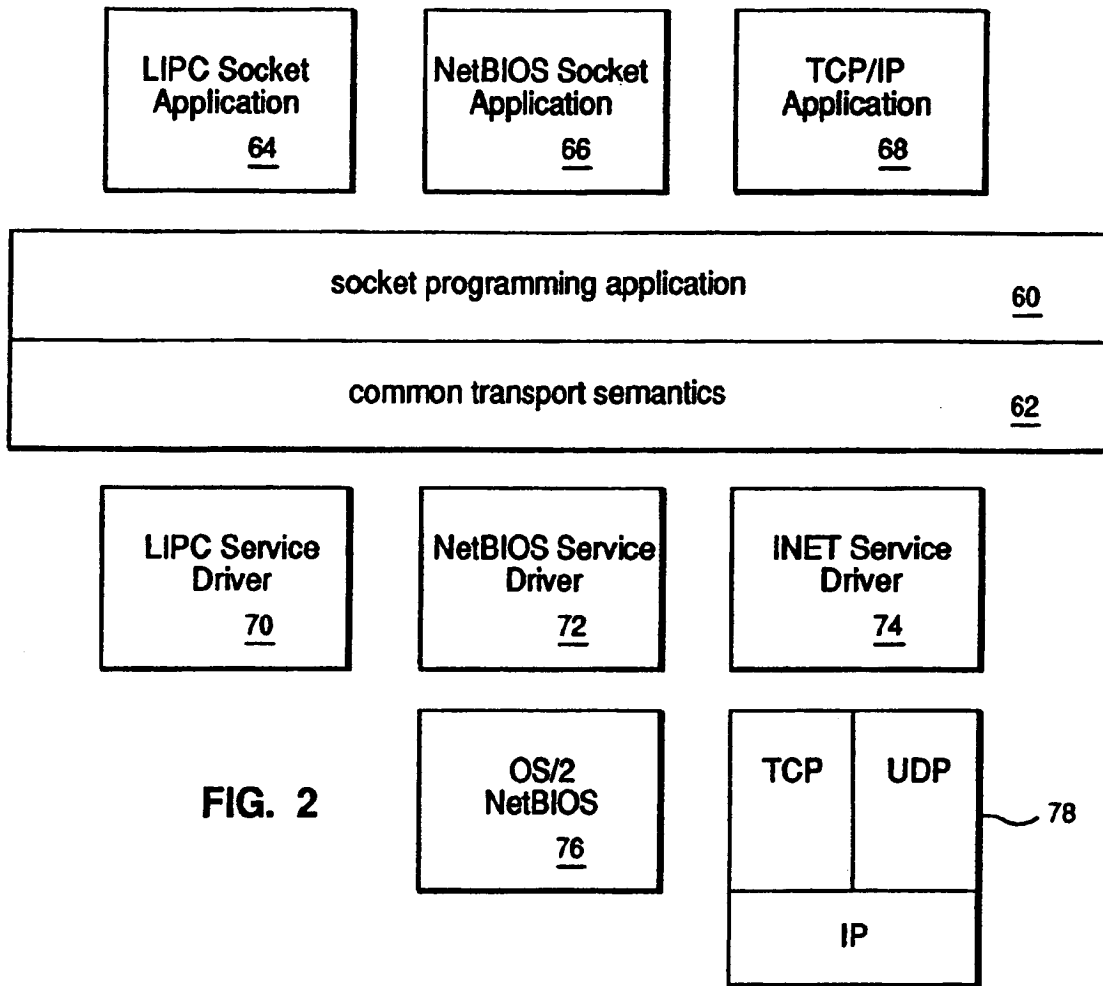 LIPC Socket
Application
64
NetBIOS Socket
Application
66
TCP/IP
Application
68
socket programming application
60
common transport semantics
62
LIPC Service
Driver
70
NetBIOS Service
Driver
72
INET Service
Driver
74
FIG. 2
OS/2
NetBIOS
76
TCP
UDP
78
IP